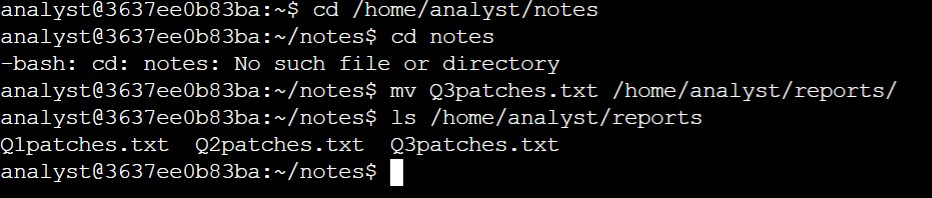 analyst@3637ee0b83ba:~$ cd /home/analyst/notes
analyst@3637ee0b83ba:~/notes$ cd notes
-bash: cd: notes: No such file or directory
analyst@3637ee0b83ba:~/notes$ mv Q3patches.txt /home/analyst/reports/
analyst@3637ee0b83ba:~/notes$ ls /home/analyst/reports
Q1patches.txt  Q2patches.txt  Q3patches.txt
analyst@3637ee0b83ba:~/notes$